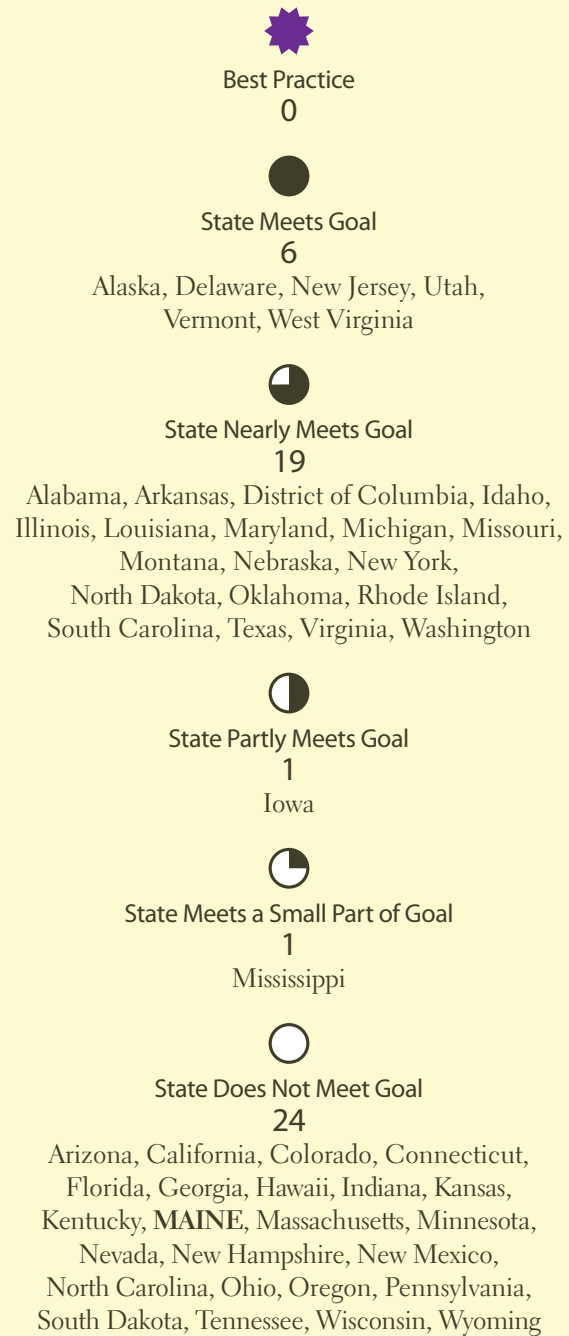 Best Practice
0
State Meets Goal
6
Alaska, Delaware, New Jersey, Utah,
Vermont, West Virginia
State Nearly Meets Goal
19
Alabama, Arkansas, District of Columbia, Idaho,
Illinois, Louisiana, Maryland, Michigan, Missouri,
Montana, Nebraska, New York,
North Dakota, Oklahoma, Rhode Island,
South Carolina, Texas, Virginia, Washington
State Partly Meets Goal
1
Iowa
State Meets a Small Part of Goal
1
Mississippi
State Does Not Meet Goal
24
Arizona, California, Colorado, Connecticut,
Florida, Georgia, Hawaii, Indiana, Kansas,
Kentucky, MAINE, Massachusetts, Minnesota,
Nevada, New Hampshire, New Mexico,
North Carolina, Ohio, Oregon, Pennsylvania,
South Dakota, Tennessee, Wisconsin, Wyoming